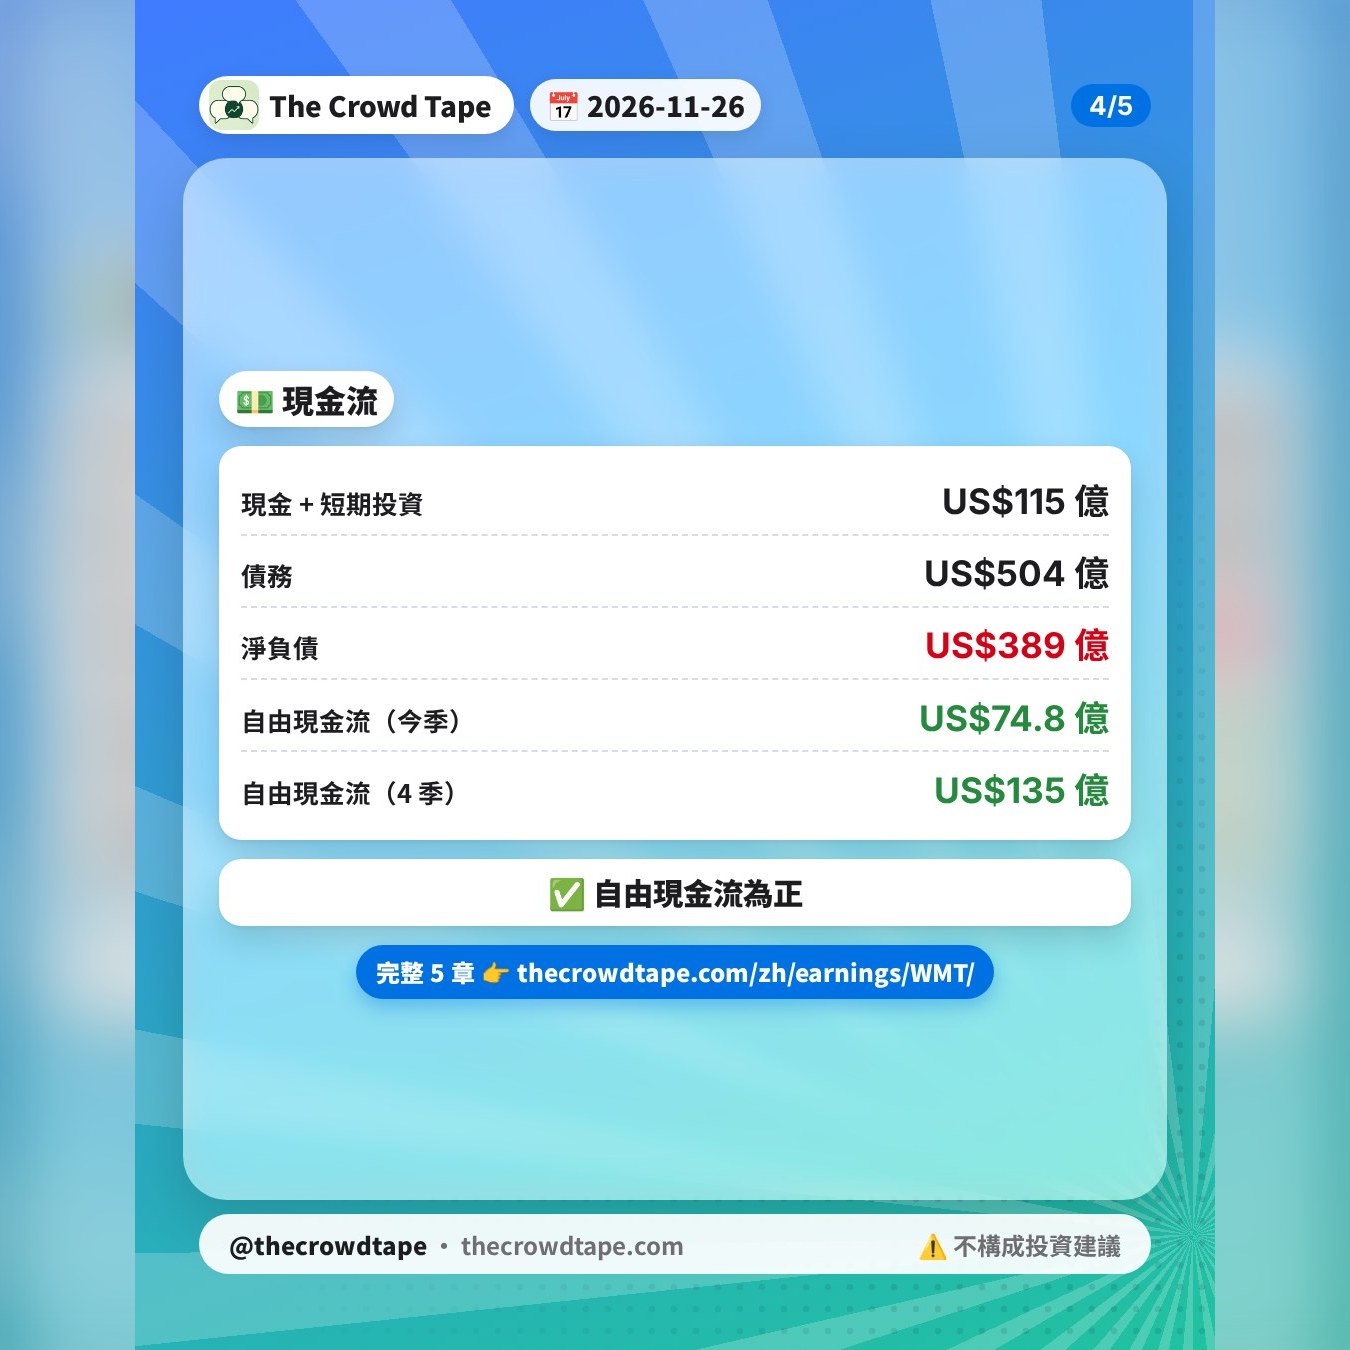 The Crowd Tape
📅 2026-11-26
4/5
💵 現金流
現金 + 短期投資 US$115 億
債務 US$504 億
淨負債 US$389 億
自由現金流（今季） US$74.8 億
自由現金流（4 季） US$135 億
✅ 自由現金流為正
完整 5 章 👉 thecrowdtape.com/zh/earnings/WMT/
@thecrowdtape · thecrowdtape.com
⚠️ 不構成投資建議